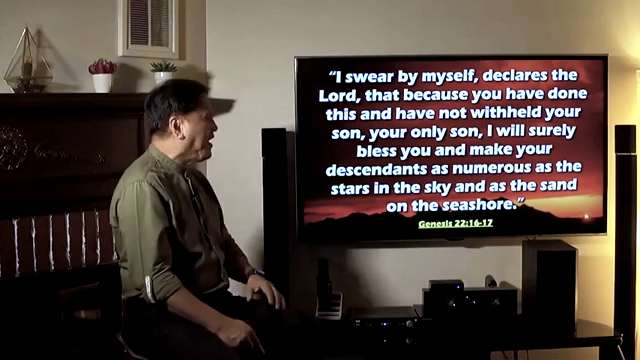 “I swear by myself, declares the
Lord, that because you have done
this and have not withheld your
son, your only son, I will surely
bless you and make your
descendants as numerous as the
stars in the sky and as the sand
on the seashore.”
Genesis 22:16-17